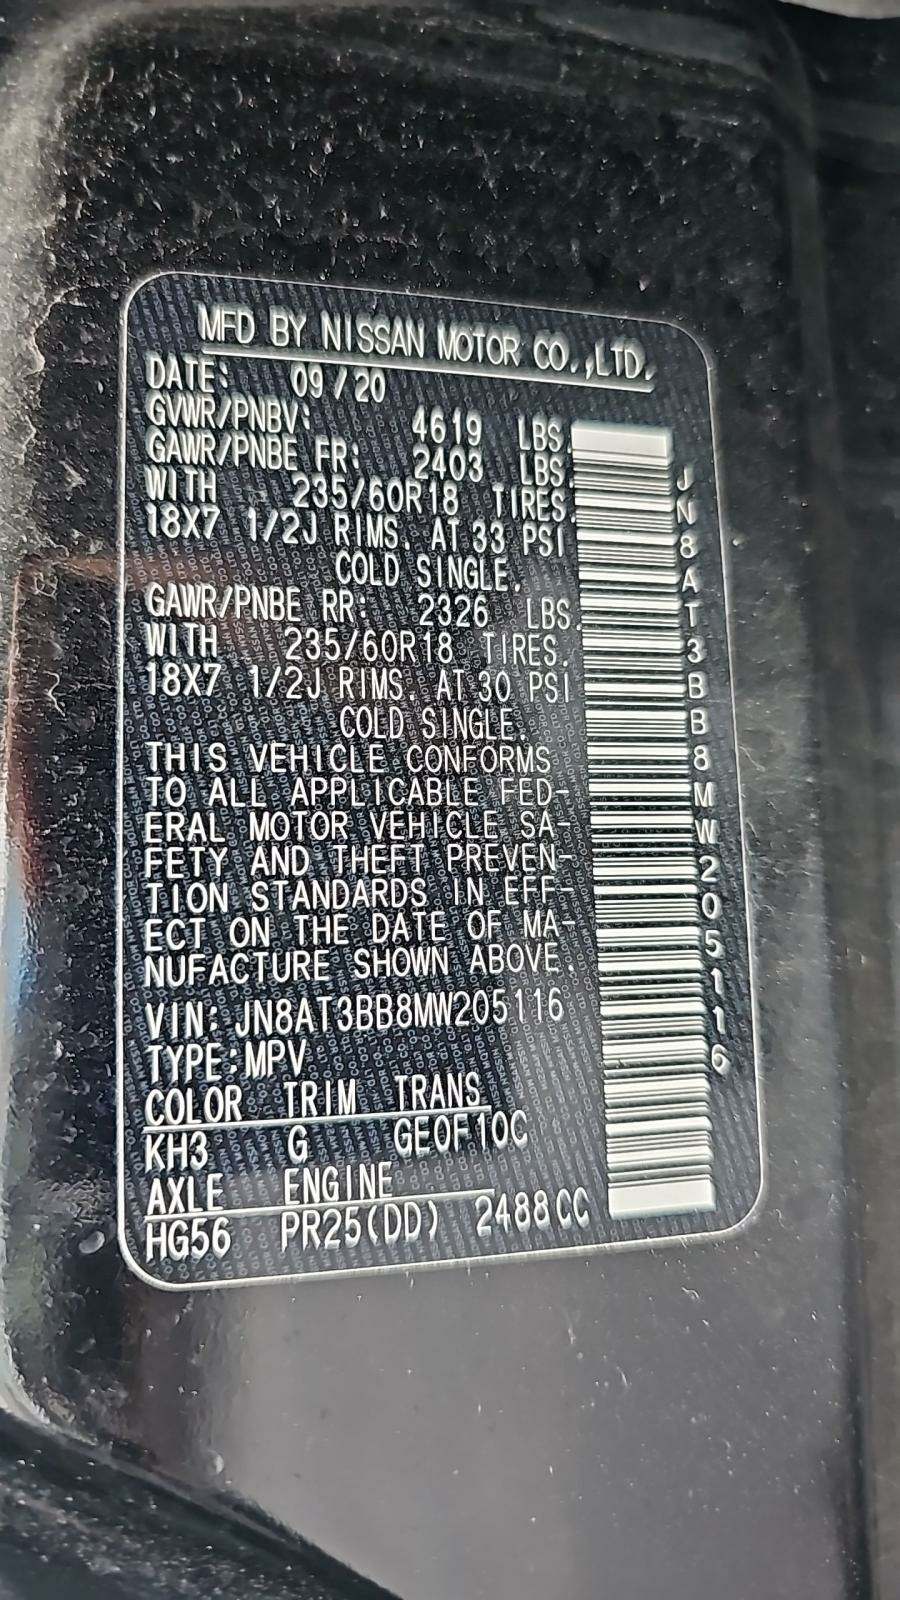 MFD BY NISSAN MOTOR CO.,LTD.
DATE: 09/20
GVWR/PNBV: 4619 LBS
GAWR/PNBE FR: 2403 LBS
WITH 235/60R18 TIRES
18X7 1/2J RIMS. AT 33 PSI
COLD SINGLE.
GAWR/PNBE RR: 2326 LBS
WITH 235/60R18 TIRES.
18X7 1/2J RIMS. AT 30 PSI
COLD SINGLE.
THIS VEHICLE CONFORMS
TO ALL APPLICABLE FED-
ERAL MOTOR VEHICLE SA-
FETY AND THEFT PREVEN-
TION STANDARDS IN EFF-
ECT ON THE DATE OF MA-
NUFACTURE SHOWN ABOVE.
VIN: JN8AT3BB8MW205116
TYPE:MPV
COLOR TRIM TRANS
KH3 G GEOF10C
AXLE ENGINE
HG56 PR25(DD) 2488CC
JN8AT3BB8MW205116